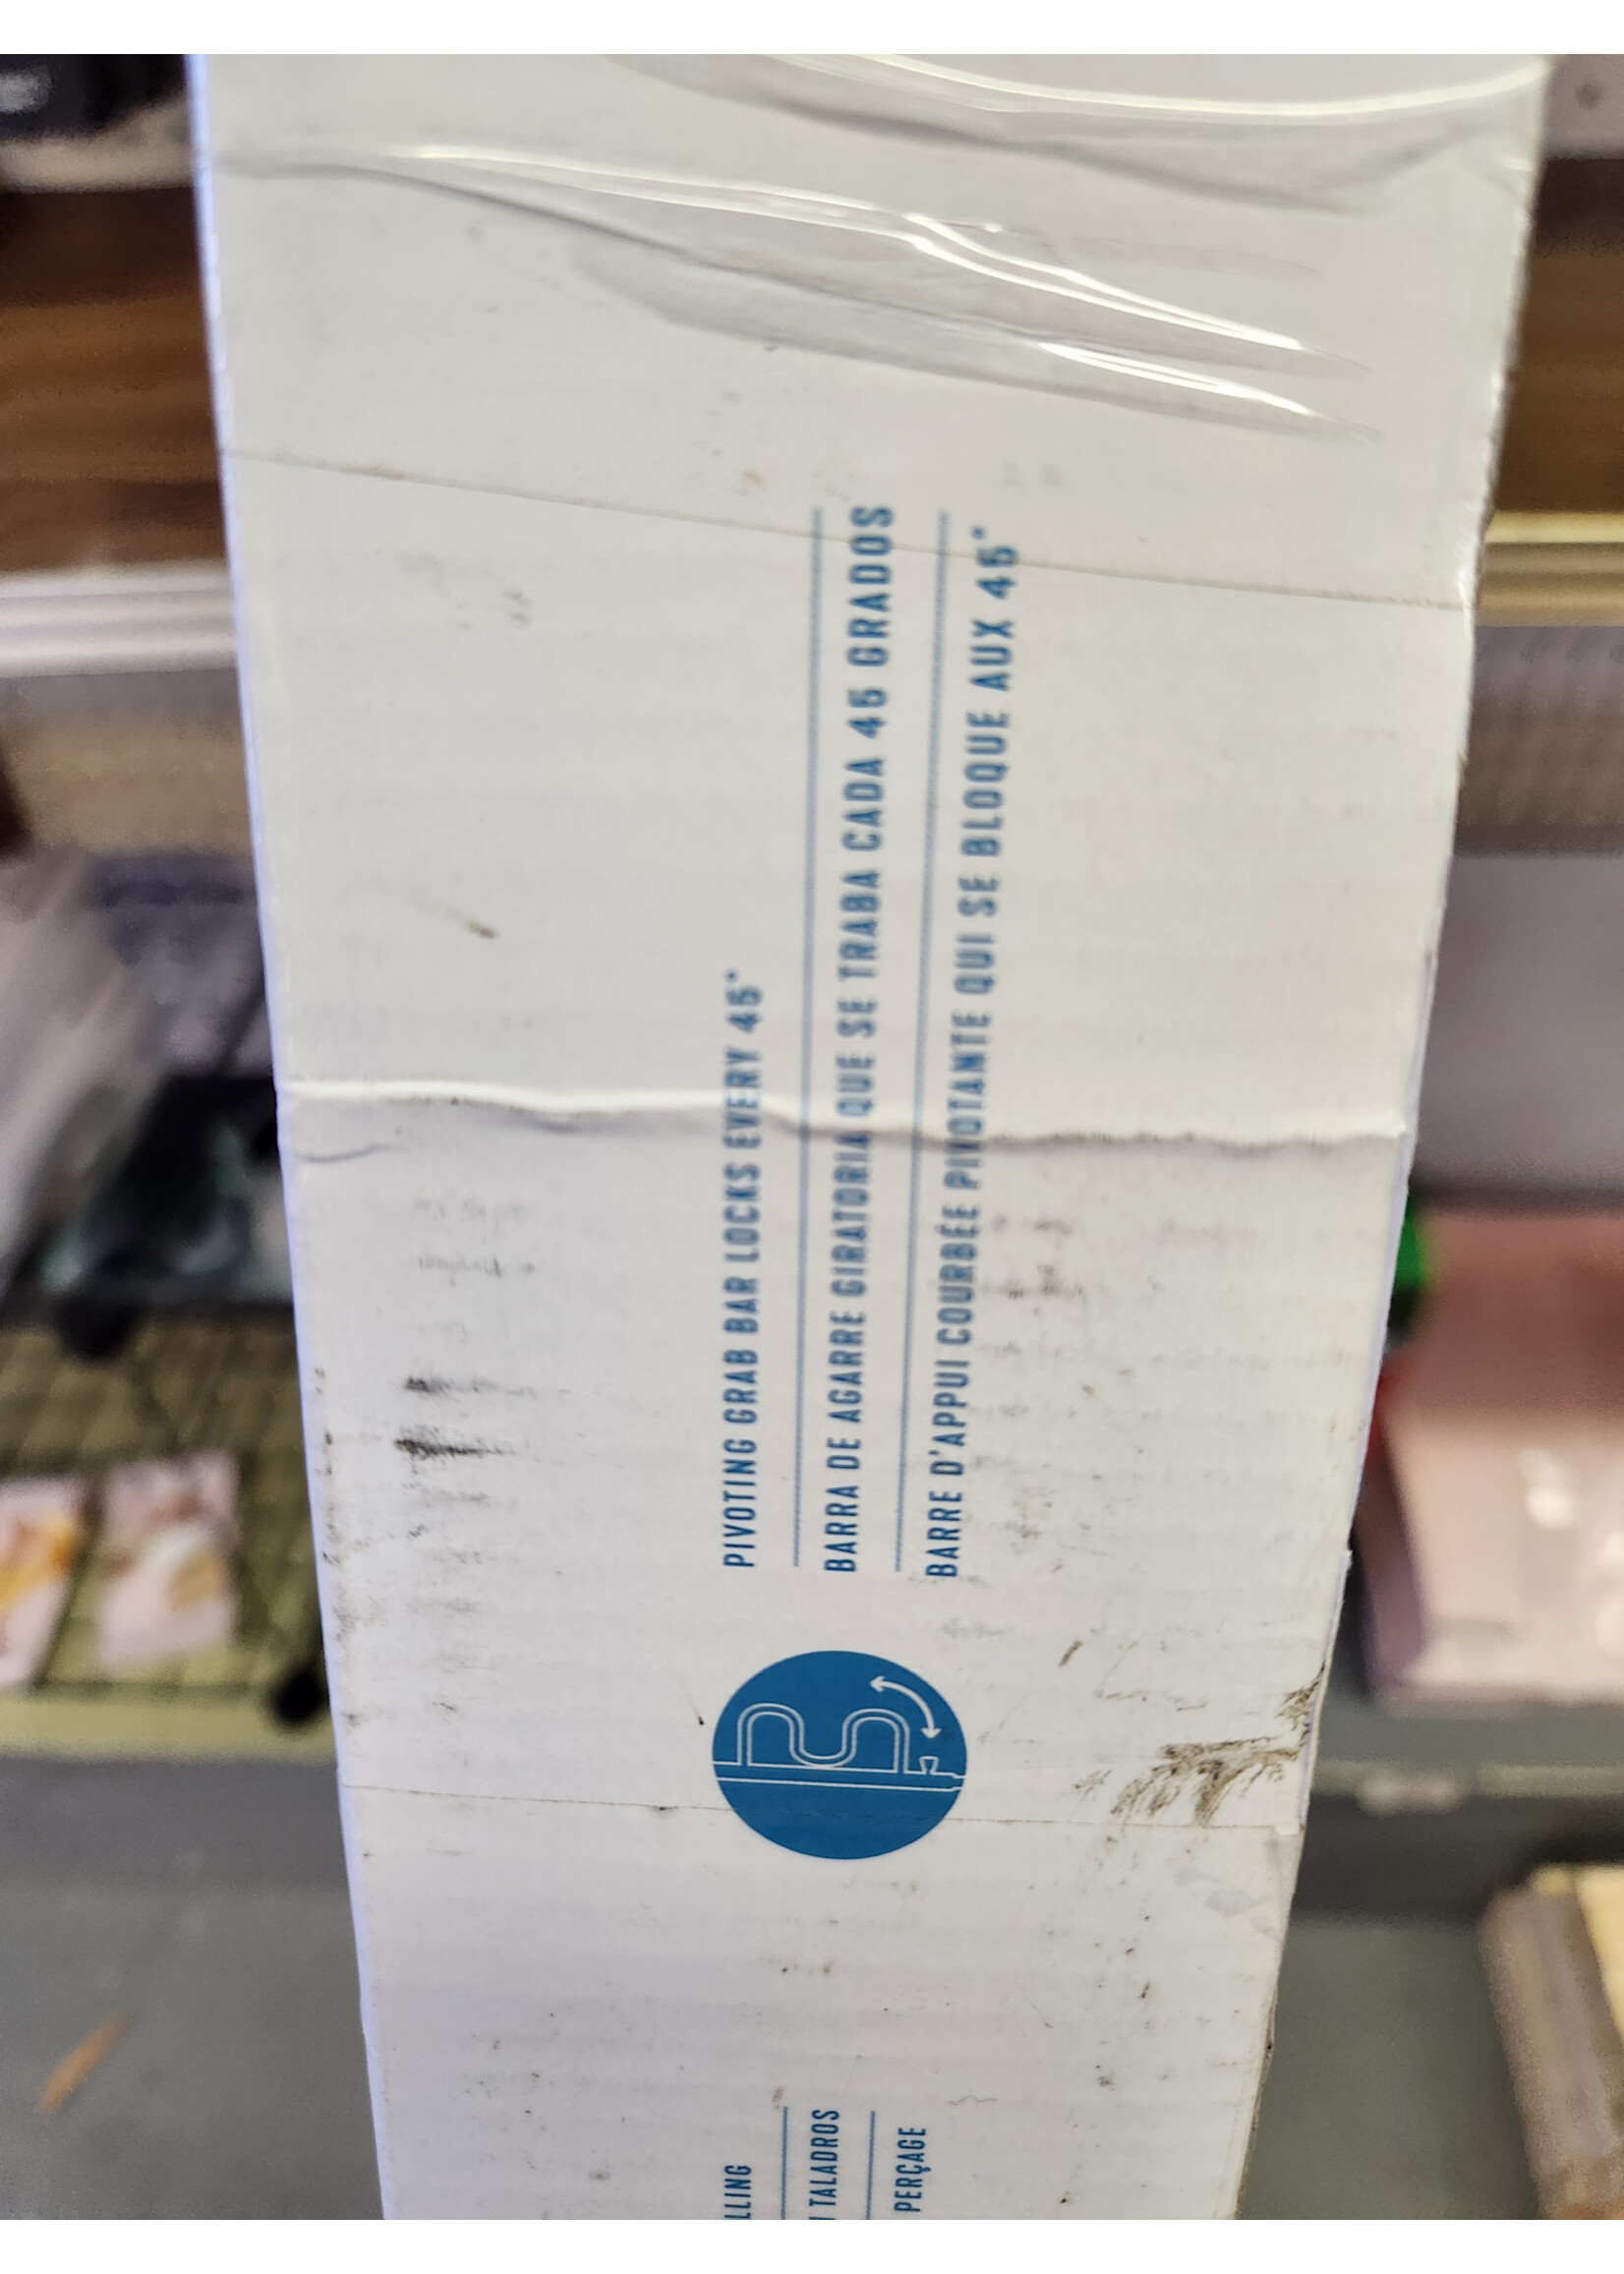 PIVOTING GRAB BAR LOCKS EVERY 45°
BARRA DE AGARRE GIRATORIA QUE SE TRABA CADA 45 GRADOS
BARRE D'APPUI COURBÉE PIVOTANTE QUI SE BLOQUE AUX 45°
LLING
TALADROS
PERÇAGE